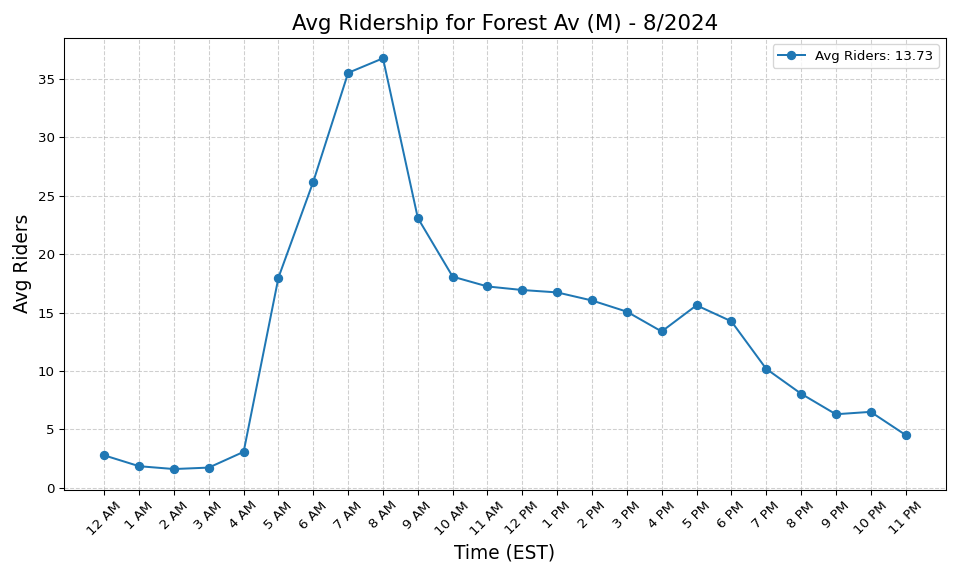 Avg Ridership for Forest Av (M) - 8/2024
Avg Riders: 13.73
Avg Riders
35
30
25
20
15
10
5
0
12 AM
1 AM
2 AM
3 AM
4 AM
5 AM
6 AM
7 AM
8 AM
9 AM
10 AM
11 AM
12 PM
1 PM
2 PM
3 PM
4 PM
5 PM
6 PM
7 PM
8 PM
9 PM
10 PM
11 PM
Time (EST)